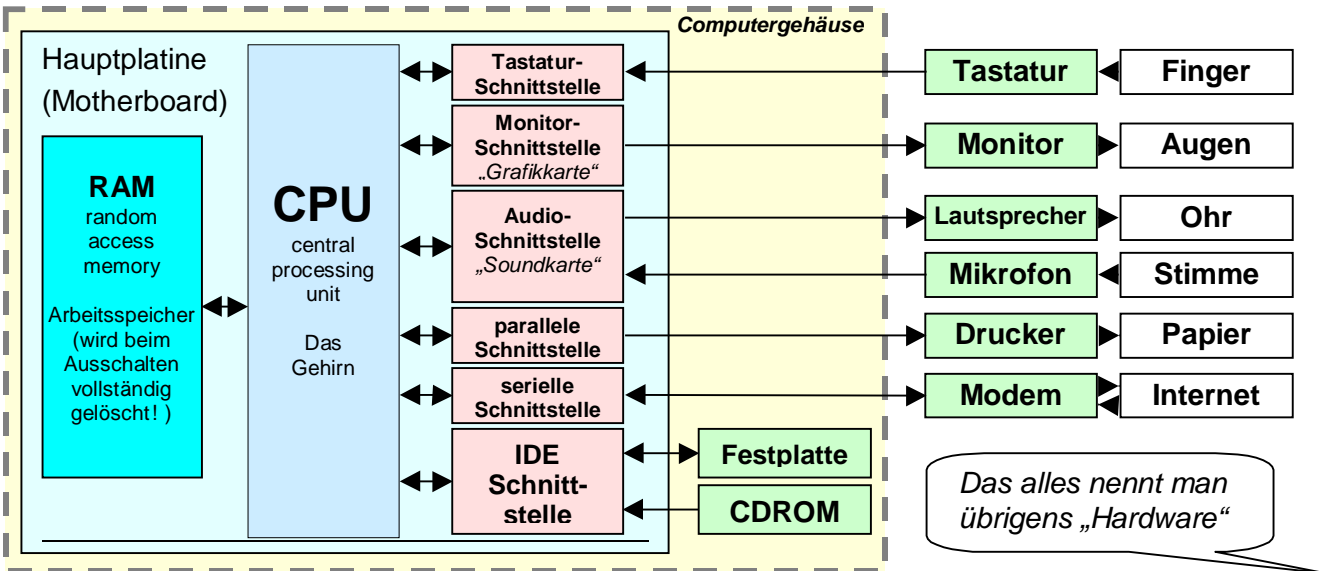 Computergehäuse
Hauptplatine
(Motherboard)
RAM
random
access
memory
Arbeitsspeicher
(wird beim
Ausschalten
vollständig
gelöscht! )
CPU
central
processing
unit
Das
Gehirn
Tastatur-
Schnittstelle
Monitor-
Schnittstelle
„Grafikkarte“
Audio-
Schnittstelle
„Soundkarte“
parallele
Schnittstelle
serielle
Schnittstelle
IDE
Schnitt-
stelle
Festplatte
CDROM
Tastatur
Finger
Monitor
Augen
Lautsprecher
Ohr
Mikrofon
Stimme
Drucker
Papier
Modem
Internet
Das alles nennt man
übrigens „Hardware“